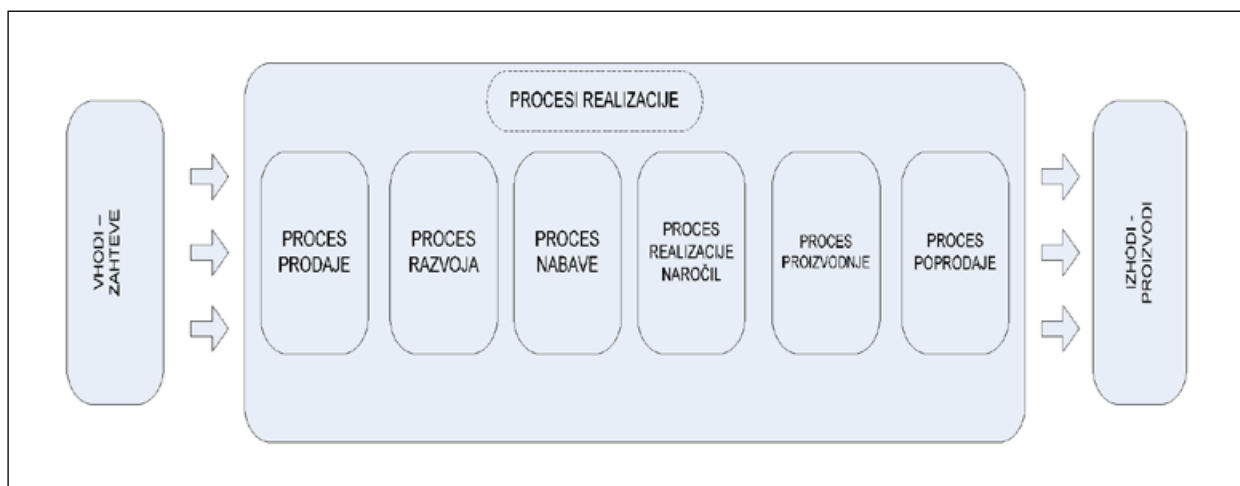 VHODI –
ZAHTEVE
PROCESI REALIZACIJE
PROCES
PRODAJE
PROCES
RAZVOJA
PROCES
NABAVE
PROCES
REALIZACIJE
NAROČIL
PROCES
PROIZVODNJE
PROCES
POPRODAJE
IZHODI -
PROIZVODI